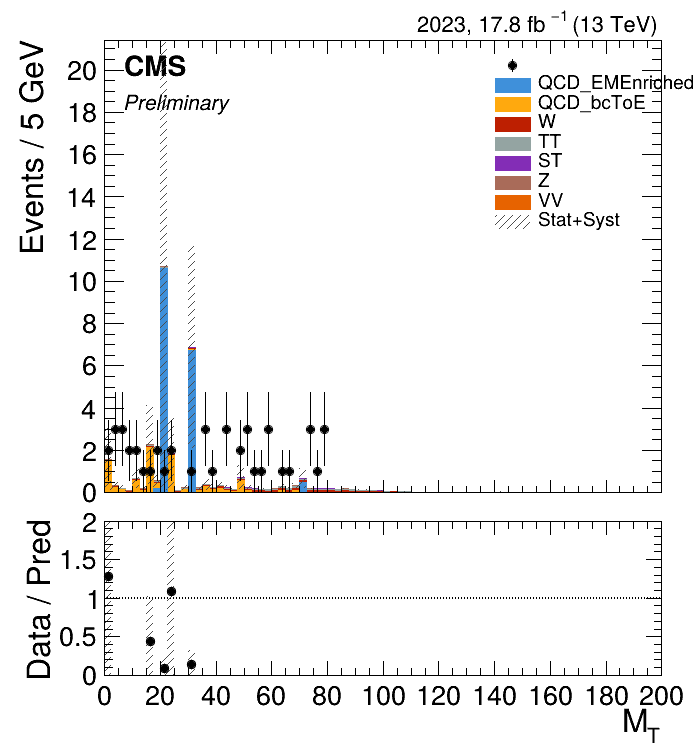 2023, 17.8 fb⁻¹ (13 TeV)
CMS
Preliminary
Events / 5 GeV
20
18
16
14
12
10
8
6
4
2
0
QCD_EMEnriched
QCD_bcToE
W
TT
ST
Z
VV
Stat+Syst
Data / Pred
2
1.5
1
0.5
0
0 20 40 60 80 100 120 140 160 180 200
M_T